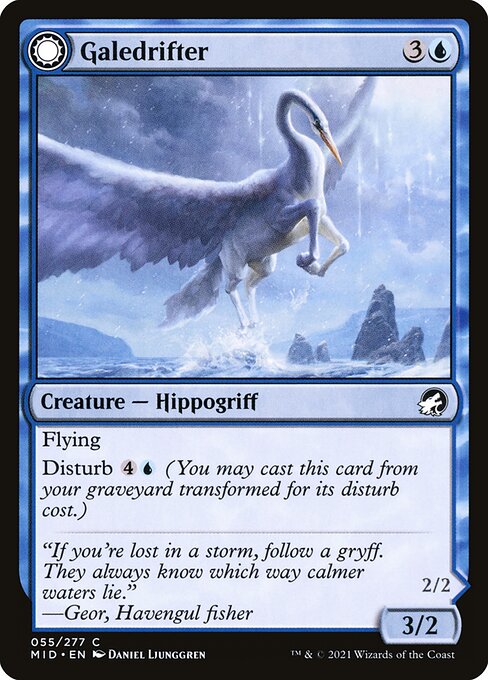 Galedrifter 3
Creature — Hippogriff
Flying
Disturb 4 (You may cast this card from
your graveyard transformed for its disturb
cost.)
“If you’re lost in a storm, follow a gryff.
They always know which way calmer
waters lie.”
—Geor, Havengul fisher
2/2
3/2
055/277 C
MID • EN Daniel Ljunggren
™ & © 2021 Wizards of the Coast